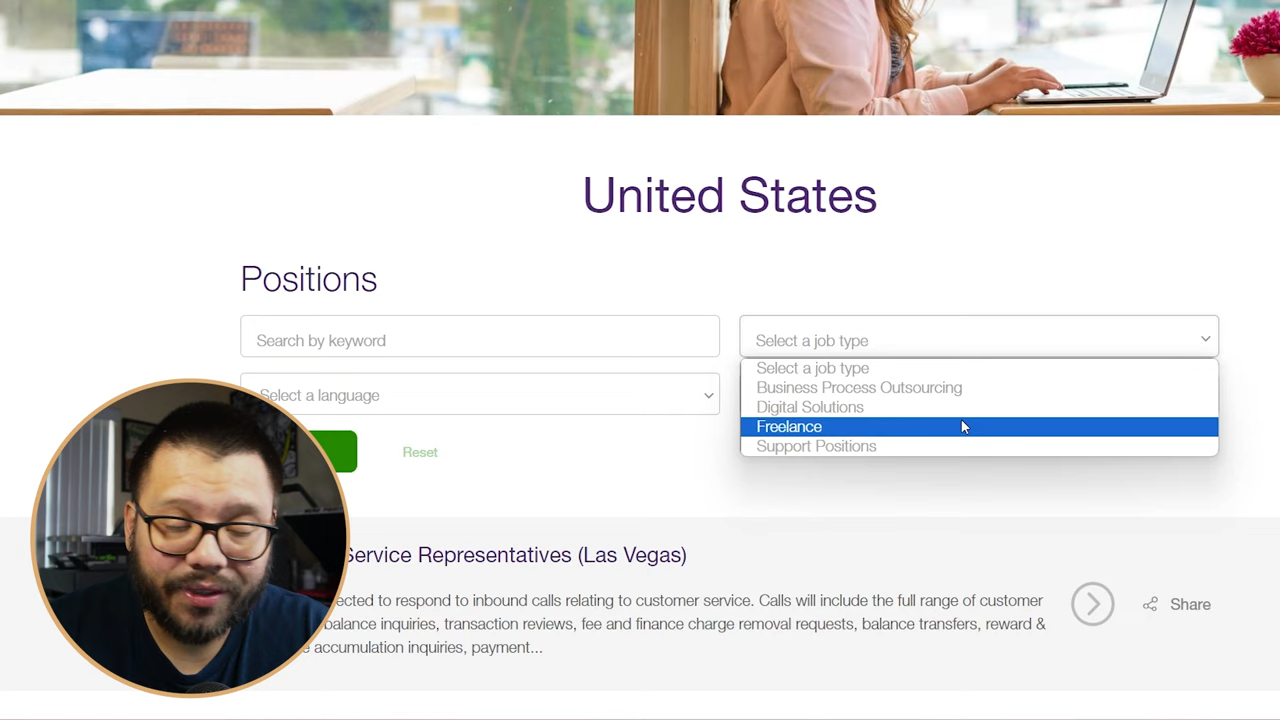 United States
Positions
Search by keyword
Select a job type
Select a job type
Business Process Outsourcing
Digital Solutions
Freelance
Support Positions
Select a language
Reset
Service Representatives (Las Vegas)
to respond to inbound calls relating to customer service. Calls will include the full range of customer
balance inquiries, transaction reviews, fee and finance charge removal requests, balance transfers, reward &
accumulation inquiries, payment...
Share